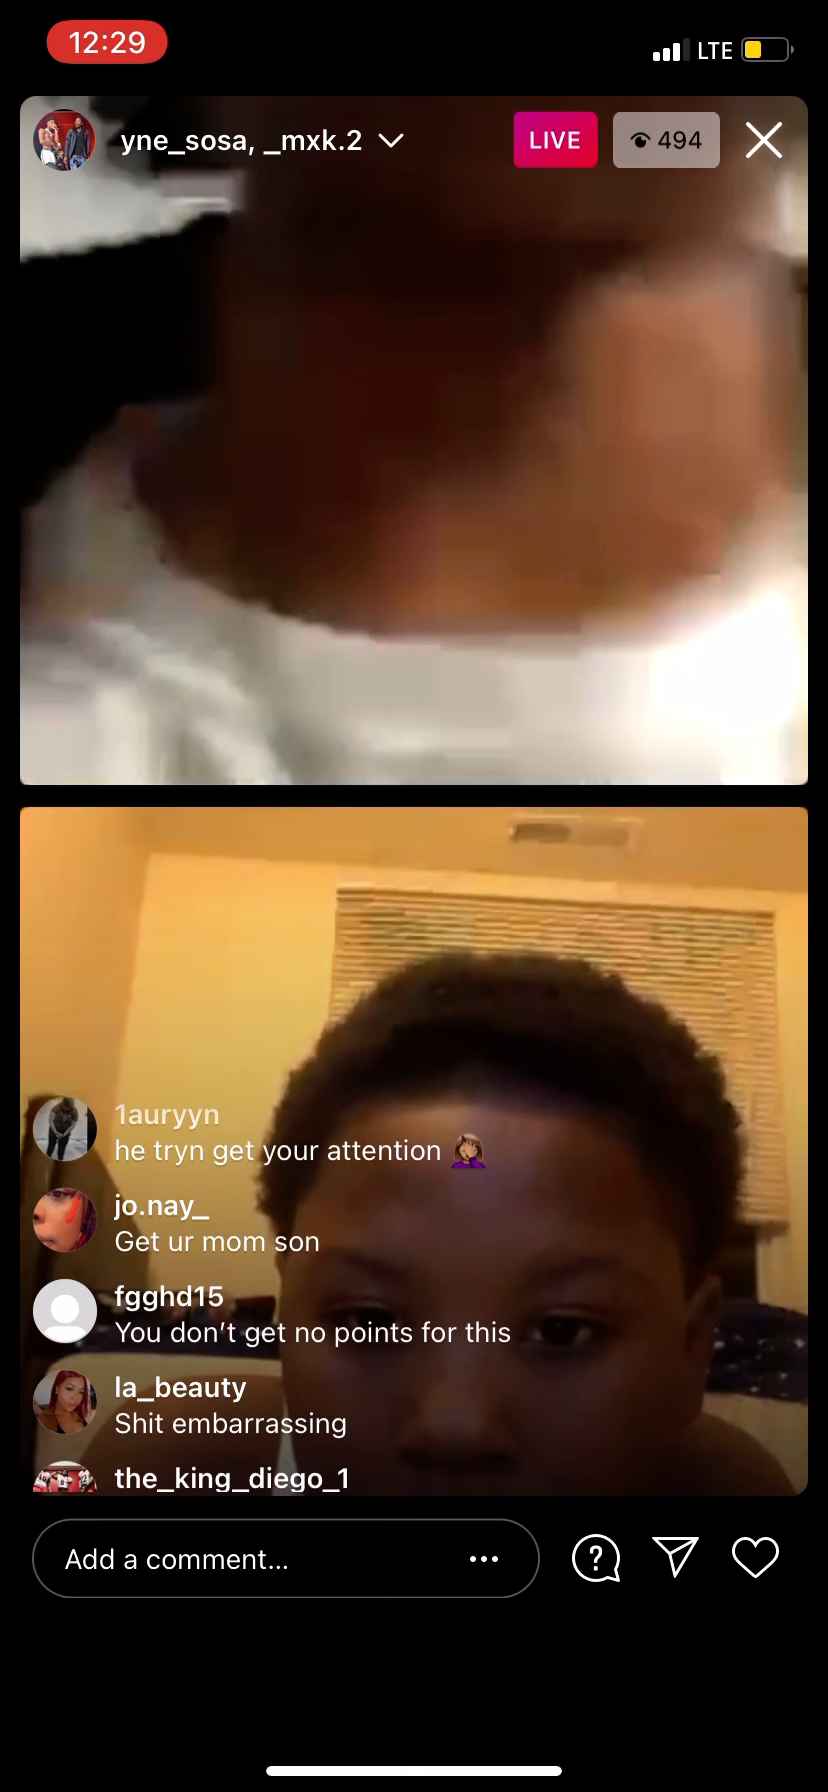 12:29
LTE
yne_sosa, _mxk.2
LIVE
494
1auryyn
he tryn get your attention 🤦🏽‍♀️
jo.nay_
Get ur mom son
fgghd15
You don't get no points for this
la_beauty
Shit embarrassing
the_king_diego_1
Add a comment...